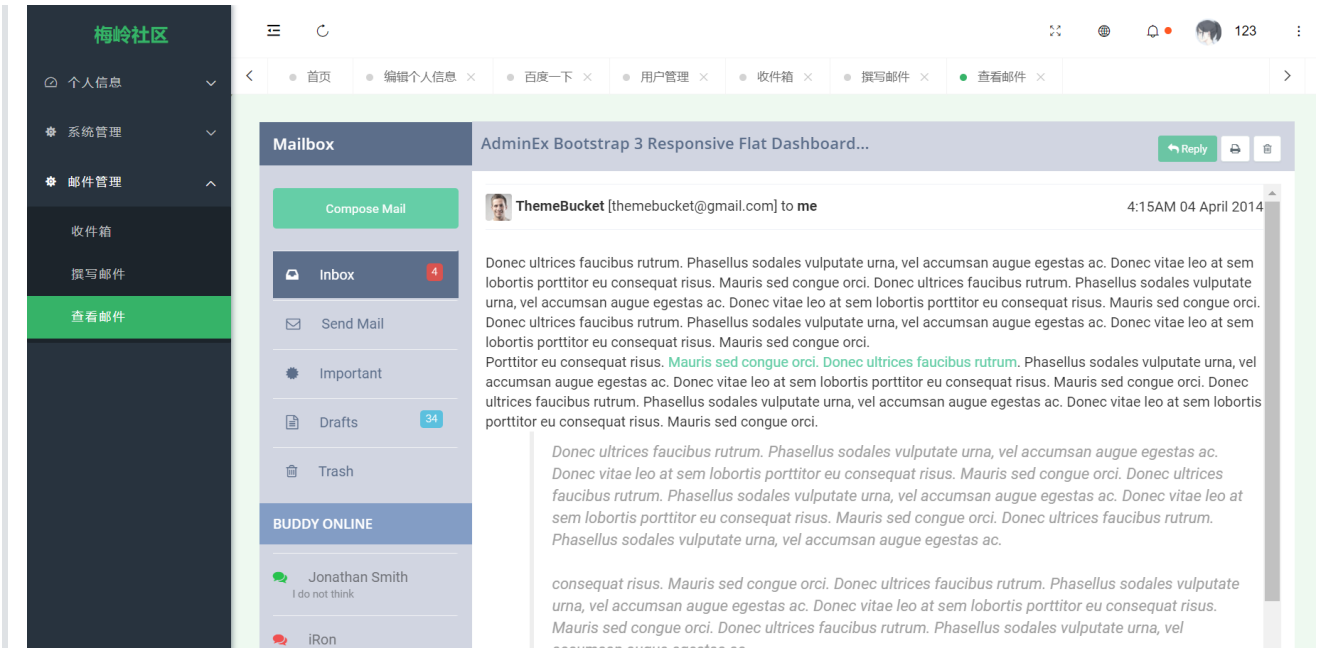 梅岭社区
123
个人信息
系统管理
邮件管理
收件箱
撰写邮件
查看邮件
首页 编辑个人信息 百度一下 用户管理 收件箱 撰写邮件 查看邮件
Mailbox
Compose Mail
Inbox 4
Send Mail
Important
Drafts 34
Trash
BUDDY ONLINE
Jonathan Smith
I do not think
iRon
AdminEx Bootstrap 3 Responsive Flat Dashboard...
Reply
ThemeBucket [themebucket@gmail.com] to me 4:15AM 04 April 2014
Donec ultrices faucibus rutrum. Phasellus sodales vulputate urna, vel accumsan augue egestas ac. Donec vitae leo at sem
lobortis porttitor eu consequat risus. Mauris sed congue orci. Donec ultrices faucibus rutrum. Phasellus sodales vulputate
urna, vel accumsan augue egestas ac. Donec vitae leo at sem lobortis porttitor eu consequat risus. Mauris sed congue orci.
Donec ultrices faucibus rutrum. Phasellus sodales vulputate urna, vel accumsan augue egestas ac. Donec vitae leo at sem
lobortis porttitor eu consequat risus. Mauris sed congue orci.
Porttitor eu consequat risus. Mauris sed congue orci. Donec ultrices faucibus rutrum. Phasellus sodales vulputate urna, vel
accumsan augue egestas ac. Donec vitae leo at sem lobortis porttitor eu consequat risus. Mauris sed congue orci. Donec
ultrices faucibus rutrum. Phasellus sodales vulputate urna, vel accumsan augue egestas ac. Donec vitae leo at sem lobortis
porttitor eu consequat risus. Mauris sed congue orci.
Donec ultrices faucibus rutrum. Phasellus sodales vulputate urna, vel accumsan augue egestas ac.
Donec vitae leo at sem lobortis porttitor eu consequat risus. Mauris sed congue orci. Donec ultrices
faucibus rutrum. Phasellus sodales vulputate urna, vel accumsan augue egestas ac. Donec vitae leo at
sem lobortis porttitor eu consequat risus. Mauris sed congue orci. Donec ultrices faucibus rutrum.
Phasellus sodales vulputate urna, vel accumsan augue egestas ac.
consequat risus. Mauris sed congue orci. Donec ultrices faucibus rutrum. Phasellus sodales vulputate
urna, vel accumsan augue egestas ac. Donec vitae leo at sem lobortis porttitor eu consequat risus.
Mauris sed congue orci. Donec ultrices faucibus rutrum. Phasellus sodales vulputate urna, vel